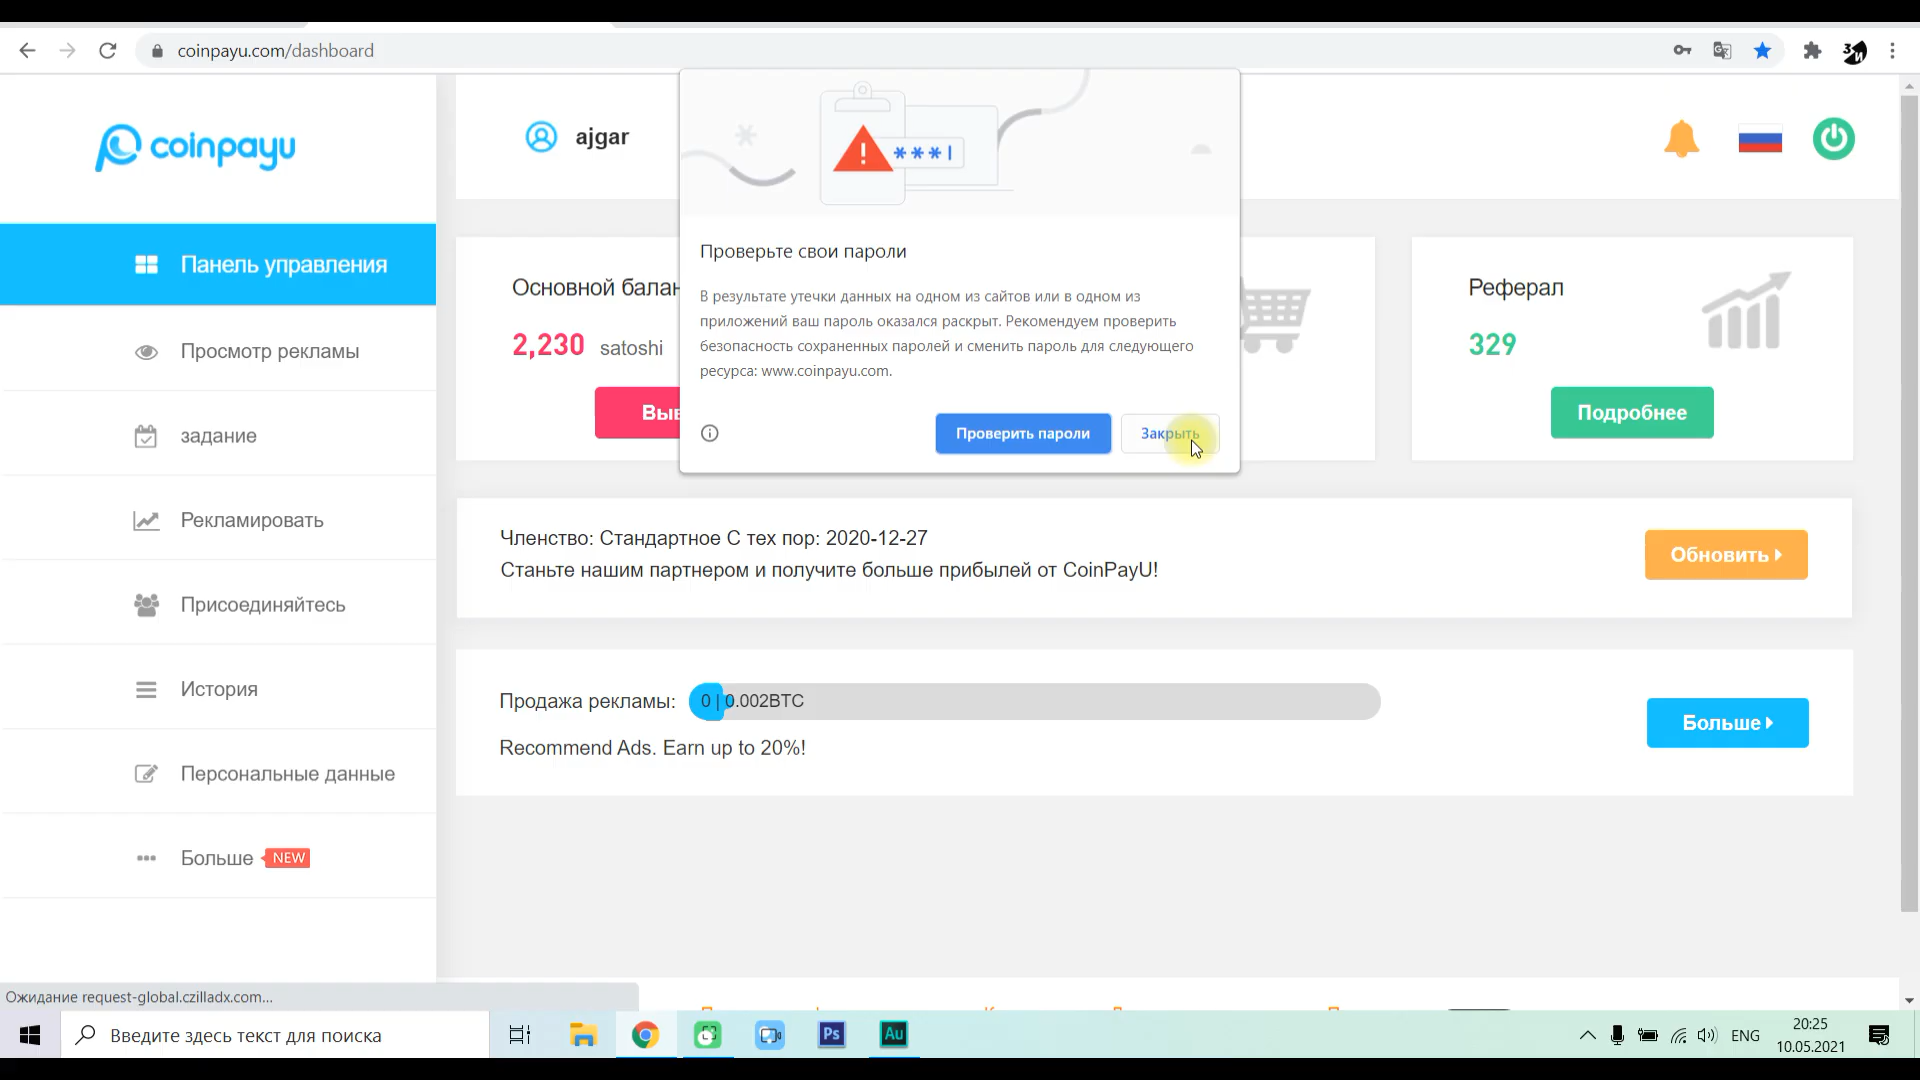 coinpayu.com/dashboard
coinpayu
ajgar
***|
Панель управления
Просмотр рекламы
задание
Рекламировать
Присоединяйтесь
История
Персональные данные
Больше NEW
Основной балан
2,230 satoshi
Выв
Проверьте свои пароли
В результате утечки данных на одном из сайтов или в одном из
приложений ваш пароль оказался раскрыт. Рекомендуем проверить
безопасность сохраненных паролей и сменить пароль для следующего
ресурса: www.coinpayu.com.
Проверить пароли
Закрыть
Реферал
329
Подробнее
Членство: Стандартное С тех пор: 2020-12-27
Станьте нашим партнером и получите больше прибылей от CoinPayU!
Обновить
Продажа рекламы: 0 | 0.002BTC
Recommend Ads. Earn up to 20%!
Больше
Ожидание request-global.czilladx.com...
Введите здесь текст для поиска
Ps
Au
ENG
20:25
10.05.2021